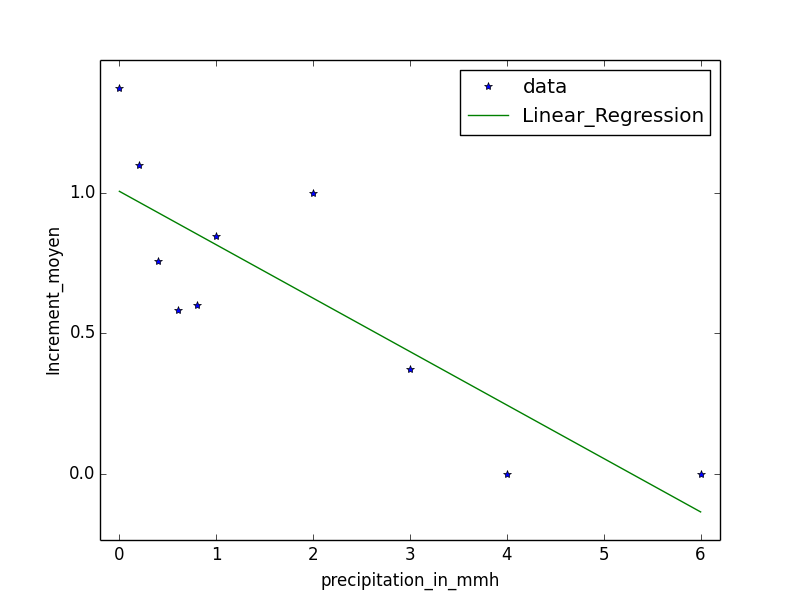 data
Linear_Regression
1.0
0.5
0.0
Increment_moyen
0 1 2 3 4 5 6
precipitation_in_mmh